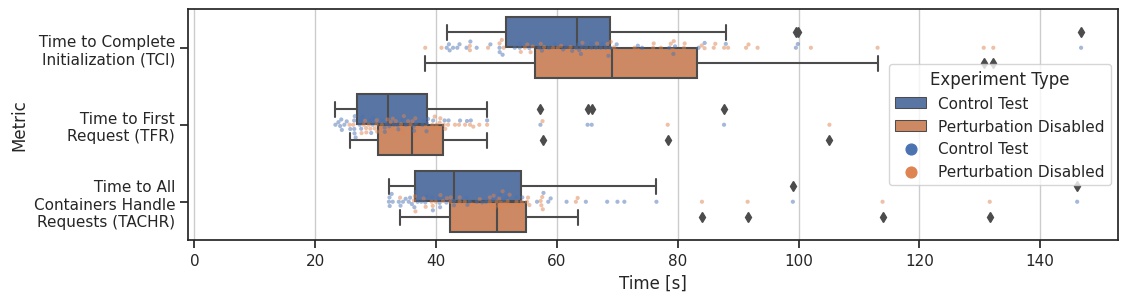 Metric
Time to Complete
Initialization (TCI)
Time to First
Request (TFR)
Time to All
Containers Handle
Requests (TACHR)
Experiment Type
Control Test
Perturbation Disabled
Control Test
Perturbation Disabled
0 20 40 60 80 100 120 140
Time [s]